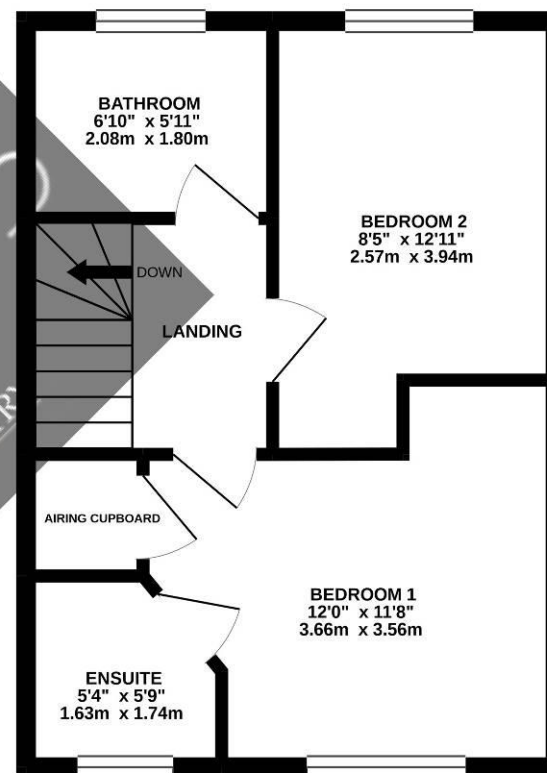 BATHROOM
6'10" x 5'11"
2.08m x 1.80m
BEDROOM 2
8'5" x 12'11"
2.57m x 3.94m
DOWN
LANDING
AIRING CUPBOARD
BEDROOM 1
12'0" x 11'8"
3.66m x 3.56m
ENSUITE
5'4" x 5'9"
1.63m x 1.74m